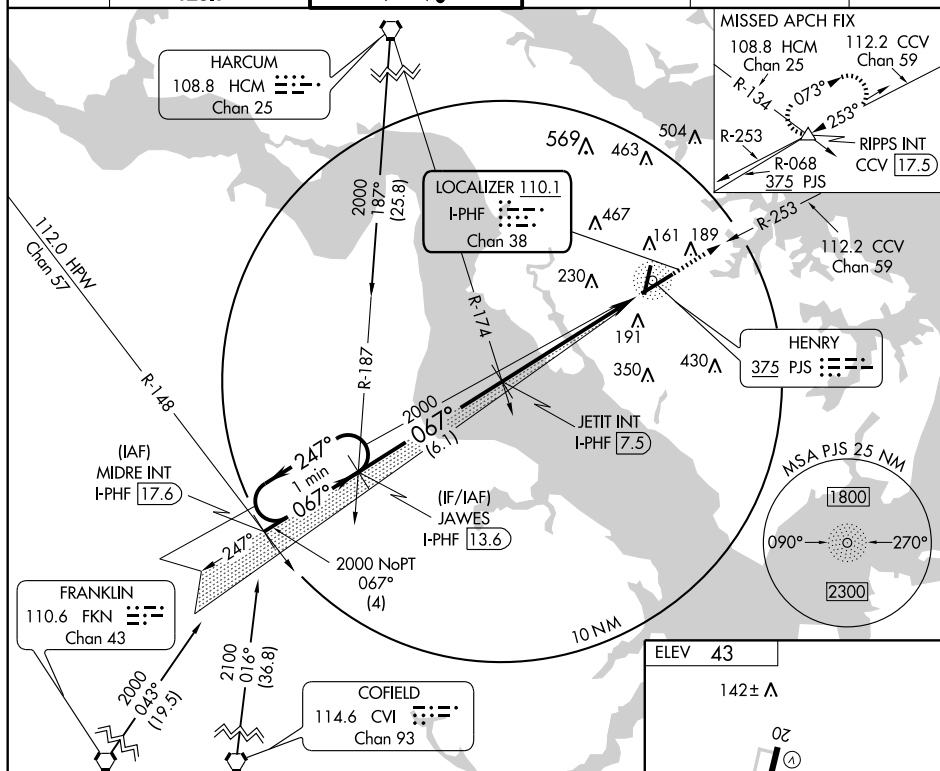 MISSED APCH FIX
108.8 HCM
Chan 25
112.2 CCV
Chan 59
R-134
073°
253°
R-253
RIPPS INT
CCV 17.5
R-068
375 PJS
HARCUM
108.8 HCM
Chan 25
2000
187°
(25.8)
569
463
504
LOCALIZER 110.1
I-PHF
Chan 38
467
161
189
R-253
112.2 CCV
Chan 59
230
112.0 HPW
Chan 57
R-174
191
HENRY
375 PJS
350
430
R-187
R-148
2000
067°
(6.1)
JETIT INT
I-PHF 7.5
(IAF)
MIDRE INT
I-PHF 17.6
247°
1 min
067°
(IF/IAF)
JAWES
I-PHF 13.6
MSA PJS 25 NM
1800
090°
270°
2300
247°
2000 NoPT
067°
(4)
FRANKLIN
110.6 FKN
Chan 43
10 NM
2000
043°
(19.5)
2100
016°
(36.8)
COFIELD
114.6 CVI
Chan 93
ELEV 43
142±
20
V